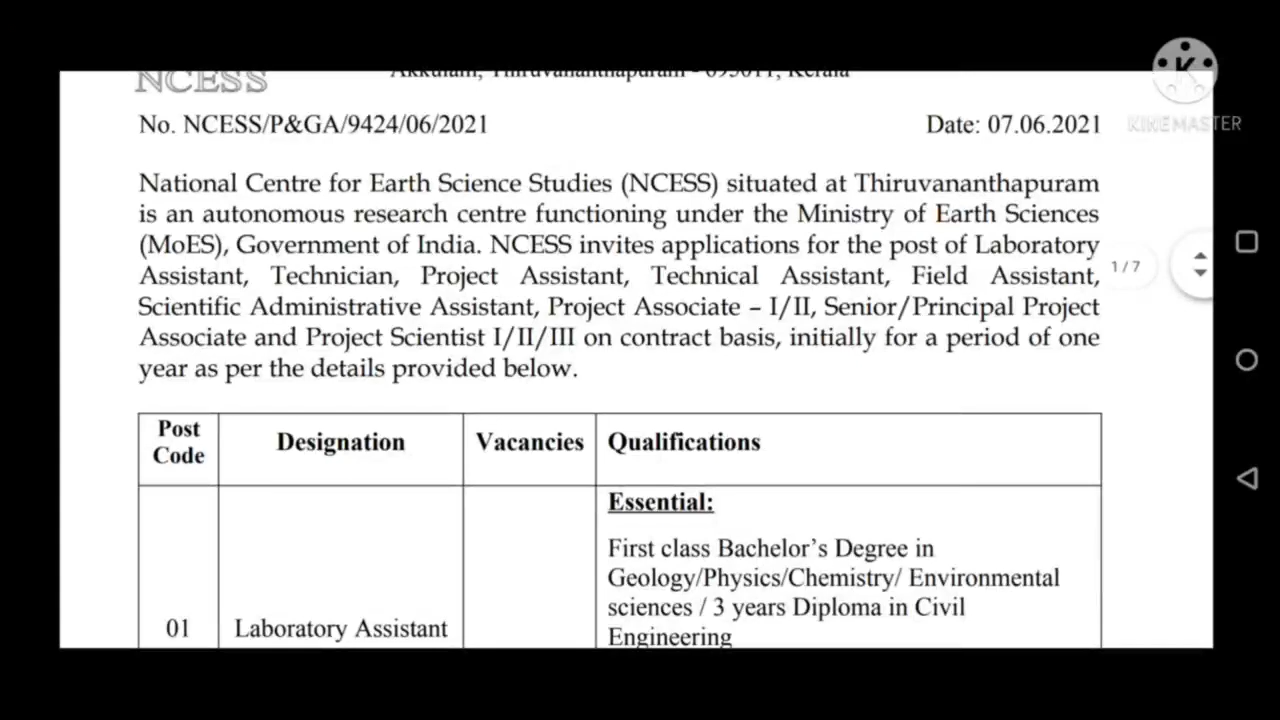 NCESS
Akkulam, Thiruvananthapuram - 695011, Kerala
K
KINEMASTER
No. NCESS/P&GA/9424/06/2021
Date: 07.06.2021
National Centre for Earth Science Studies (NCESS) situated at Thiruvananthapuram
is an autonomous research centre functioning under the Ministry of Earth Sciences
(MoES), Government of India. NCESS invites applications for the post of Laboratory
Assistant, Technician, Project Assistant, Technical Assistant, Field Assistant,
Scientific Administrative Assistant, Project Associate – I/II, Senior/Principal Project
Associate and Project Scientist I/II/III on contract basis, initially for a period of one
year as per the details provided below.
1/7
Post Code
Designation
Vacancies
Qualifications
01
Laboratory Assistant
Essential:
First class Bachelor's Degree in
Geology/Physics/Chemistry/ Environmental
sciences / 3 years Diploma in Civil
Engineering